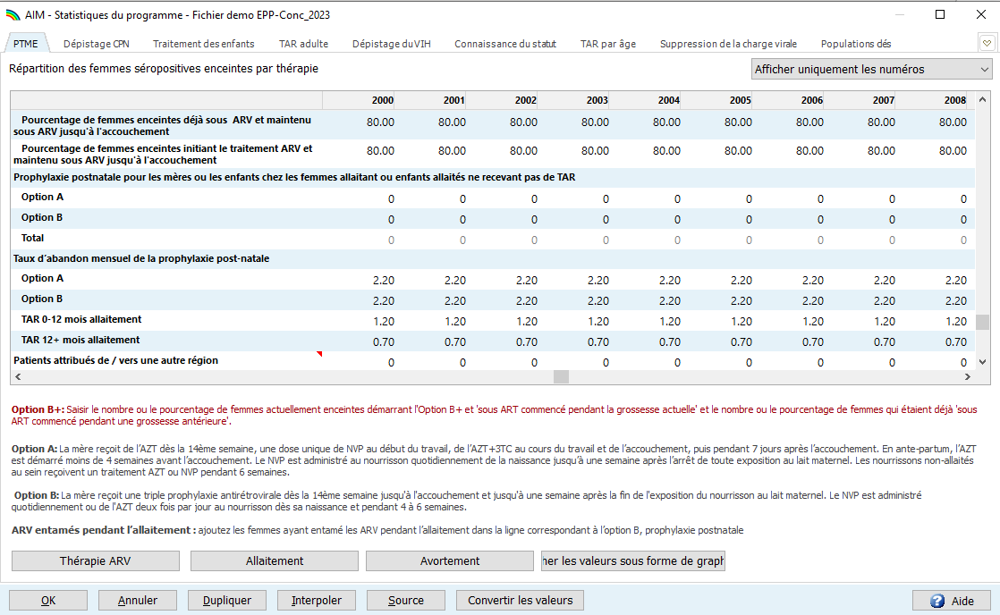 AIM - Statistiques du programme - Fichier demo EPP-Conc_2023
PTME Dépistage CPN Traitement des enfants TAR adulte Dépistage du VIH Connaissance du statut TAR par âge Suppression de la charge virale Populations clés
Répartition des femmes séropositives enceintes par thérapie Afficher uniquement les numéros
2000 2001 2002 2003 2004 2005 2006 2007 2008
Pourcentage de femmes enceintes déjà sous ARV et maintenu
sous ARV jusqu'à l'accouchement 80.00 80.00 80.00 80.00 80.00 80.00 80.00 80.00 80.00
Pourcentage de femmes enceintes initiant le traitement ARV et
maintenu sous ARV jusqu'à l'accouchement 80.00 80.00 80.00 80.00 80.00 80.00 80.00 80.00 80.00
Prophylaxie postnatale pour les mères ou les enfants chez les femmes allaitant ou enfants allaités ne recevant pas de TAR
Option A 0 0 0 0 0 0 0 0 0
Option B 0 0 0 0 0 0 0 0 0
Total 0 0 0 0 0 0 0 0 0
Taux d'abandon mensuel de la prophylaxie post-natale
Option A 2.20 2.20 2.20 2.20 2.20 2.20 2.20 2.20 2.20
Option B 2.20 2.20 2.20 2.20 2.20 2.20 2.20 2.20 2.20
TAR 0-12 mois allaitement 1.20 1.20 1.20 1.20 1.20 1.20 1.20 1.20 1.20
TAR 12+ mois allaitement 0.70 0.70 0.70 0.70 0.70 0.70 0.70 0.70 0.70
Patients attribués de / vers une autre région 0 0 0 0 0 0 0 0 0
Option B+: Saisir le nombre ou le pourcentage de femmes actuellement enceintes démarrant l'Option B+ et 'sous ART commencé pendant la grossesse actuelle' et le nombre ou le pourcentage de femmes qui étaient déjà 'sous
ART commencé pendant une grossesse antérieure'.
Option A: La mère reçoit de l'AZT dès la 14ème semaine, une dose unique de NVP au début du travail, de l'AZT+3TC au cours du travail et de l'accouchement, puis pendant 7 jours après l'accouchement. En ante-partum, l'AZT
est démarré moins de 4 semaines avant l'accouchement. Le NVP est administré au nourrisson quotidiennement de la naissance jusqu'à une semaine après l'arrêt de toute exposition au lait maternel. Les nourrissons non-allaités
au sein reçoivent un traitement AZT ou NVP pendant 6 semaines.
Option B: La mère reçoit une triple prophylaxie antirétrovirale dès la 14ème semaine jusqu'à l'accouchement et jusqu'à une semaine après la fin de l'exposition du nourrisson au lait maternel. Le NVP est administré
quotidiennement ou de l'AZT deux fois par jour au nourrisson dès sa naissance et pendant 4 à 6 semaines.
ARV entamés pendant l'allaitement : ajoutez les femmes ayant entamé les ARV pendant l'allaitement dans la ligne correspondant à l'option B, prophylaxie postnatale
Thérapie ARV Allaitement Avortement her les valeurs sous forme de graph
OK Annuler Dupliquer Interpoler Source Convertir les valeurs Aide